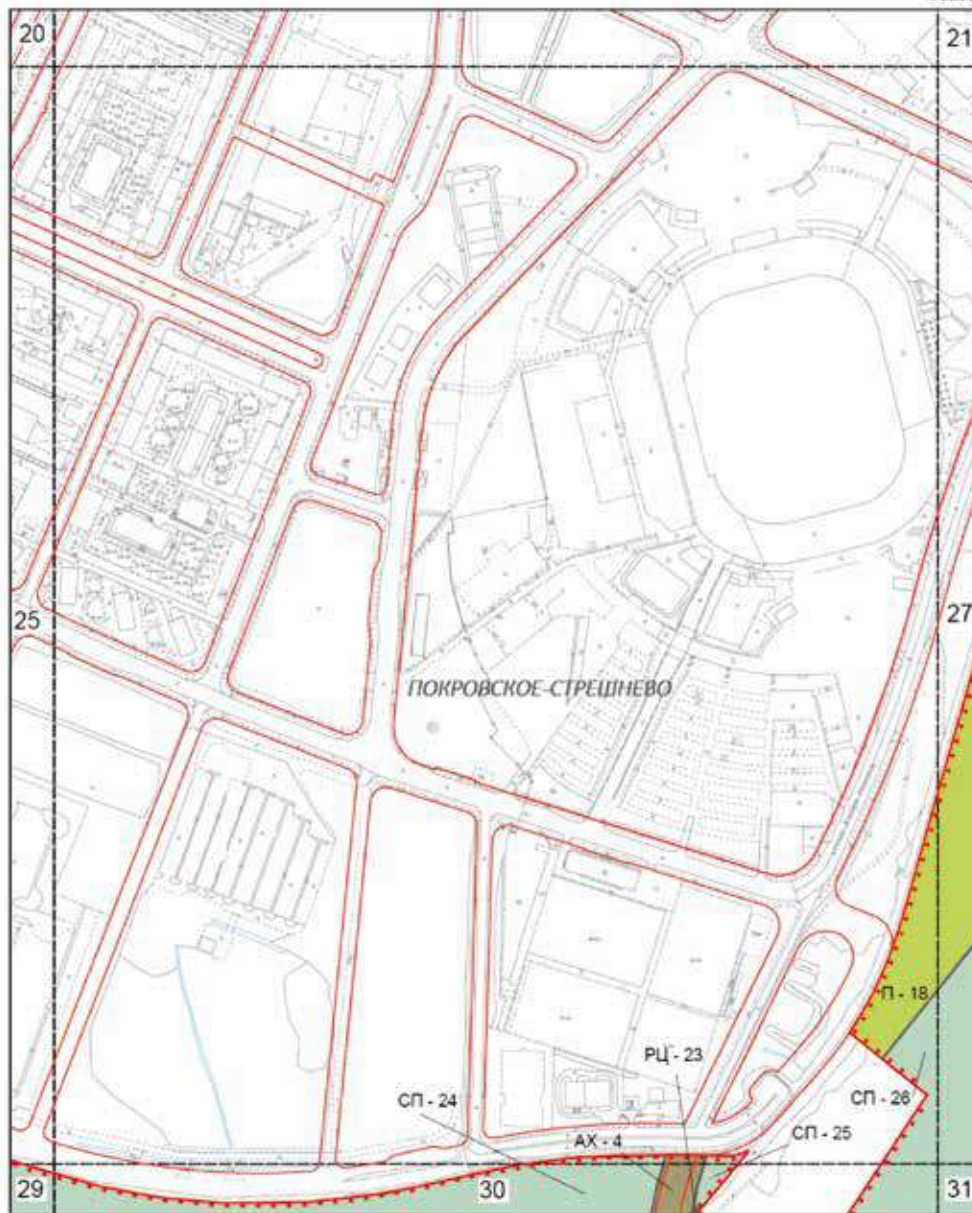 20
21
25
27
ПОКРОВСКОЕ-СТРЕШНЕВО
П - 18
РЦ - 23
СП - 24
СП - 26
АХ - 4
СП - 25
29
30
31